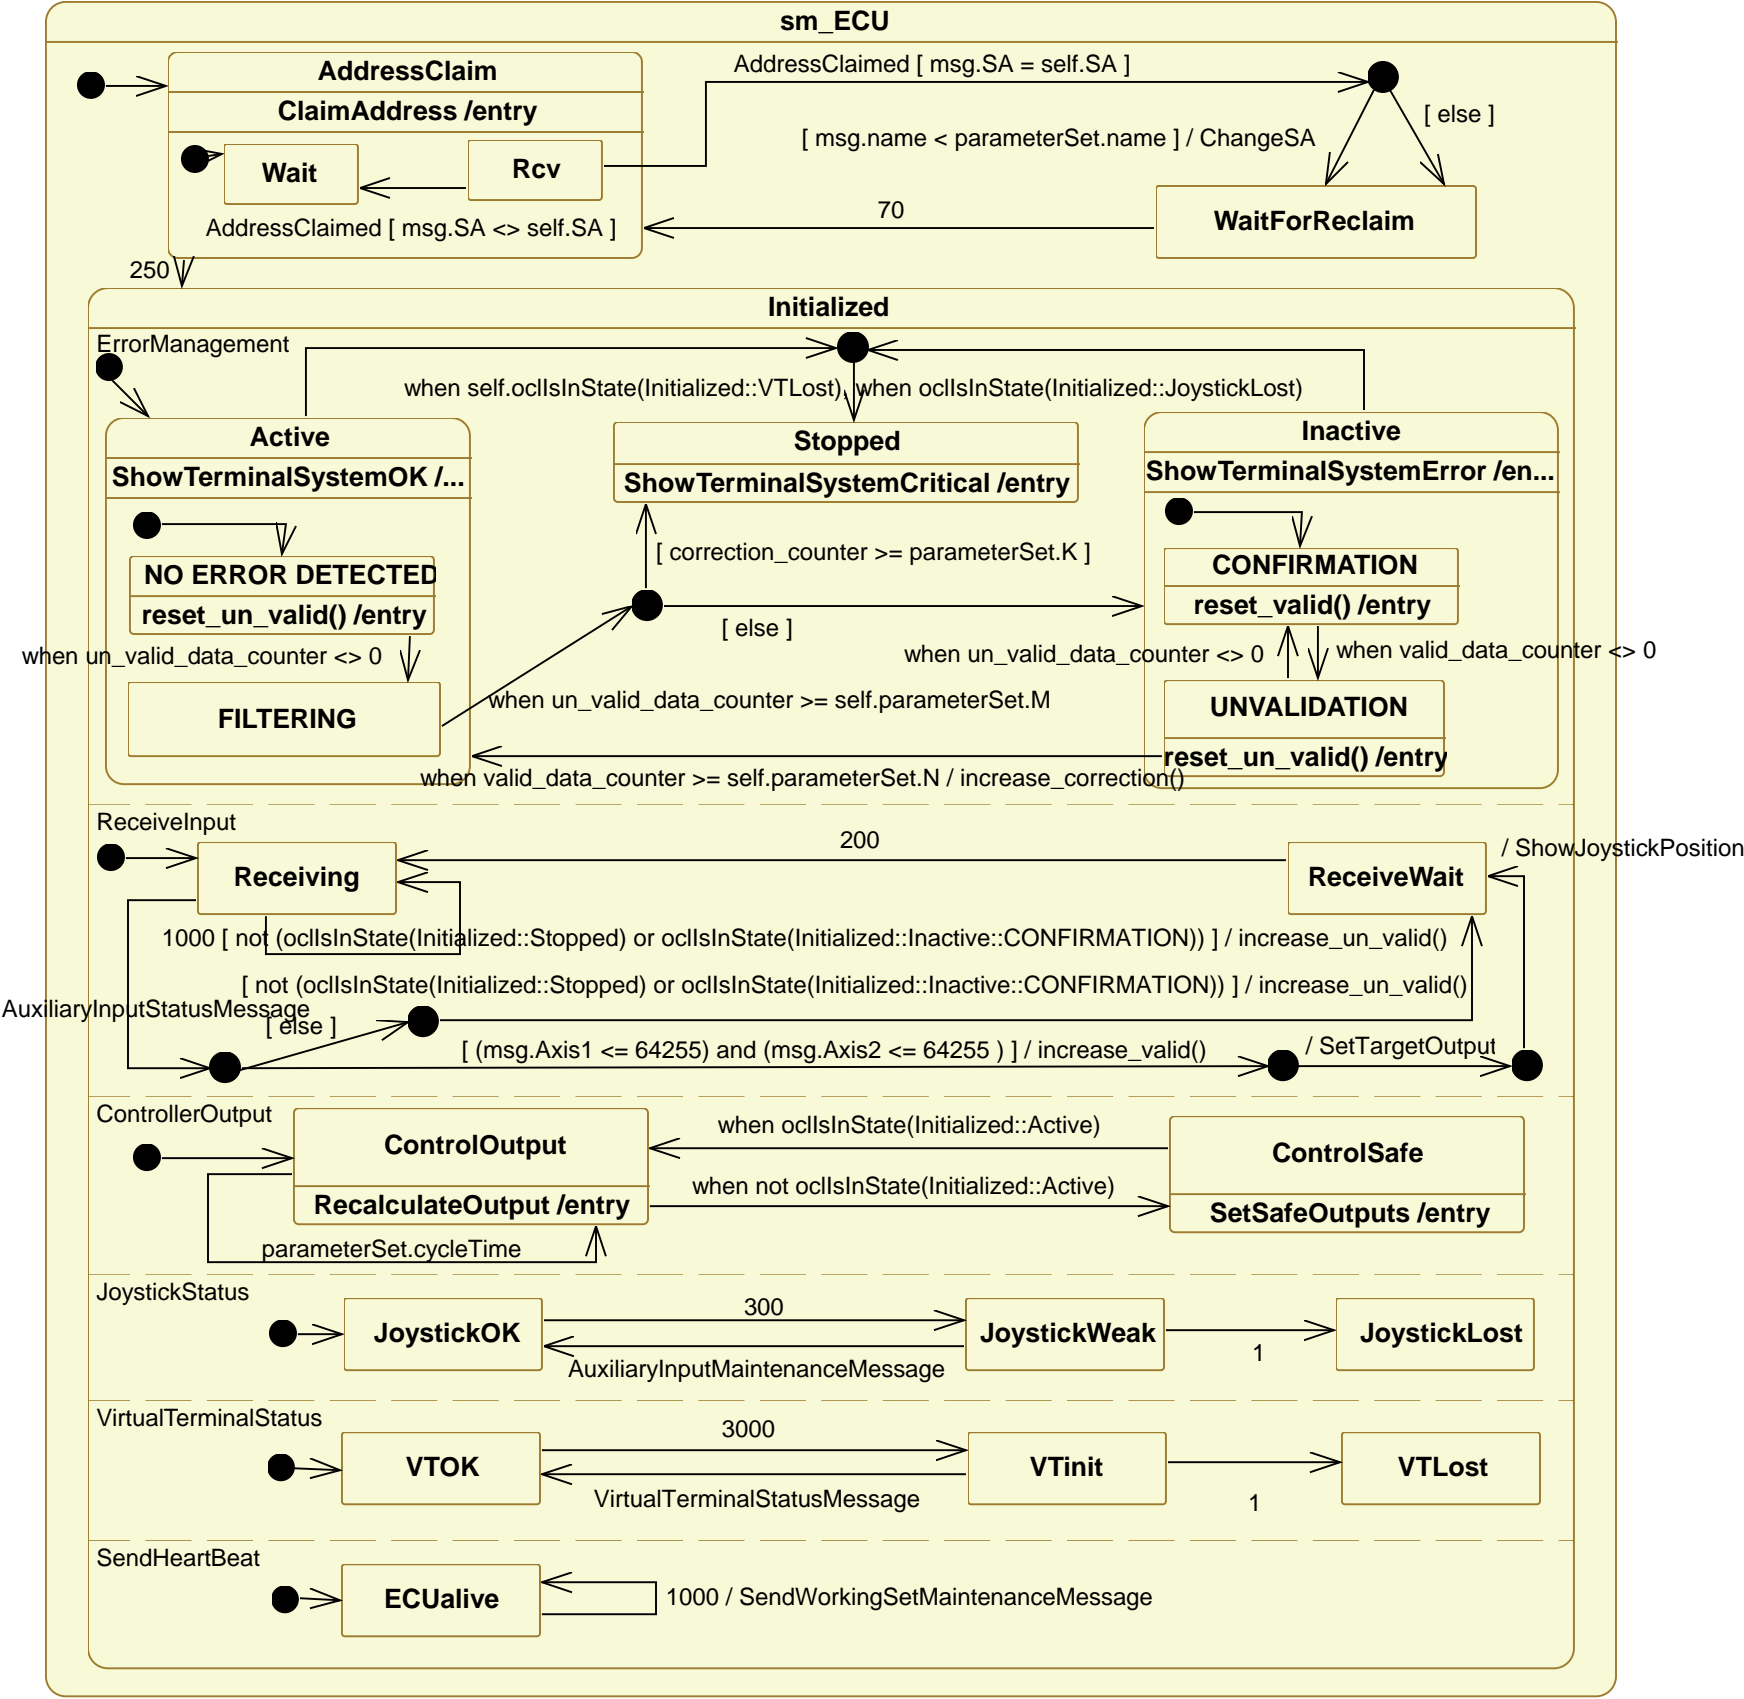 sm_ECU
AddressClaim
ClaimAddress /entry
Wait
Rcv
AddressClaimed [ msg.SA <> self.SA ]
AddressClaimed [ msg.SA = self.SA ]
[ else ]
[ msg.name < parameterSet.name ] / ChangeSA
WaitForReclaim
70
250
Initialized
ErrorManagement
when self.oclIsInState(Initialized::VTLost), when oclIsInState(Initialized::JoystickLost)
Active
ShowTerminalSystemOK /...
NO ERROR DETECTED
reset_un_valid() /entry
when un_valid_data_counter <> 0
FILTERING
Stopped
ShowTerminalSystemCritical /entry
[ correction_counter >= parameterSet.K ]
[ else ]
when un_valid_data_counter >= self.parameterSet.M
Inactive
ShowTerminalSystemError /en...
CONFIRMATION
reset_valid() /entry
when un_valid_data_counter <> 0
when valid_data_counter <> 0
UNVALIDATION
reset_un_valid() /entry
when valid_data_counter >= self.parameterSet.N / increase_correction()
ReceiveInput
200
/ ShowJoystickPosition
Receiving
ReceiveWait
1000 [ not (oclIsInState(Initialized::Stopped) or oclIsInState(Initialized::Inactive::CONFIRMATION)) ] / increase_un_valid()
[ not (oclIsInState(Initialized::Stopped) or oclIsInState(Initialized::Inactive::CONFIRMATION)) ] / increase_un_valid()
AuxiliaryInputStatusMessage
[ else ]
[ (msg.Axis1 <= 64255) and (msg.Axis2 <= 64255 ) ] / increase_valid()
/ SetTargetOutput
ControllerOutput
ControlOutput
RecalculateOutput /entry
parameterSet.cycleTime
when oclIsInState(Initialized::Active)
when not oclIsInState(Initialized::Active)
ControlSafe
SetSafeOutputs /entry
JoystickStatus
JoystickOK
300
AuxiliaryInputMaintenanceMessage
JoystickWeak
1
JoystickLost
VirtualTerminalStatus
VTOK
3000
VirtualTerminalStatusMessage
VTinit
1
VTLost
SendHeartBeat
ECUalive
1000 / SendWorkingSetMaintenanceMessage